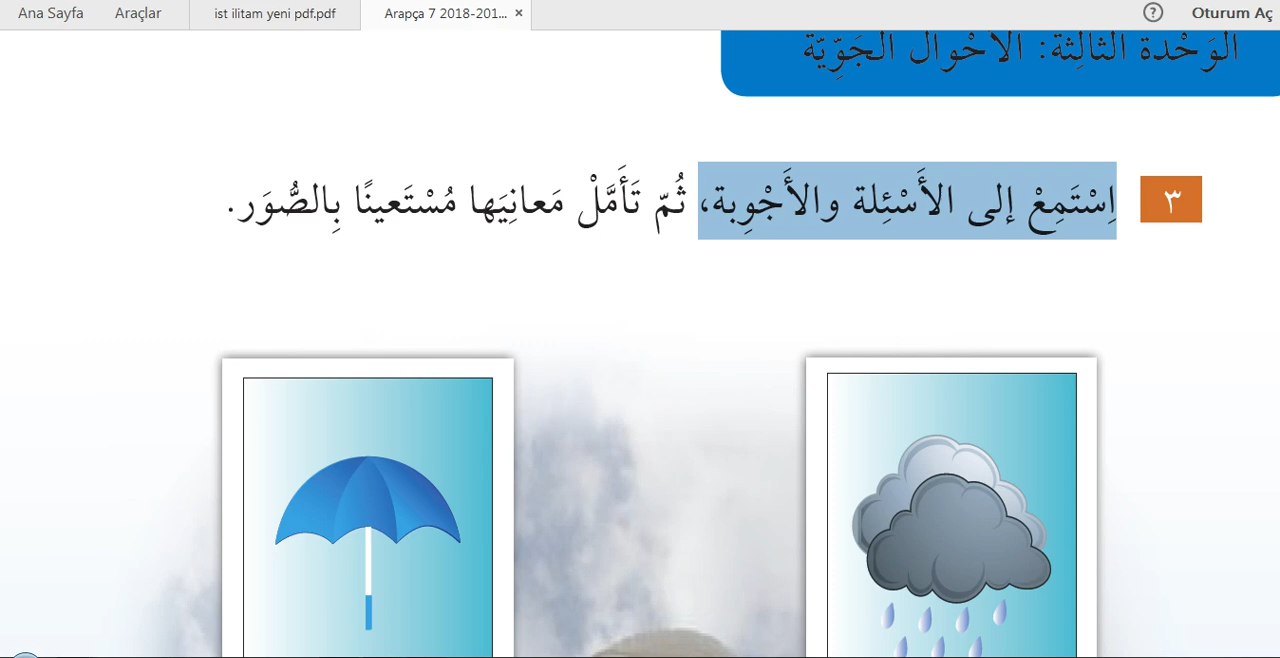 Ana Sayfa Araçlar ist ilitam yeni pdf.pdf Arapça 7 2018-201... × ? Oturum Aç
الوَحْدة الثالِثة: الأحْوال الجَوِّيّة
٣ اِسْتَمِعْ إلى الأَسْئِلة والأَجْوِبة، ثُمّ تَأَمَّلْ مَعانِيَها مُسْتَعينًا بِالصُّوَر.